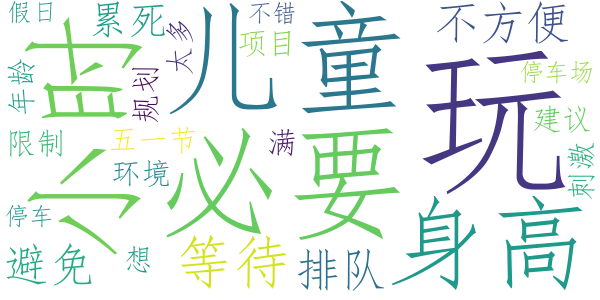 假日
累死
太多
不错
项目
不方便
小时
儿童
玩
年龄
规划
停车场
限制
五一节
必要
满
建议
环境
刺激
停车
身高
避免
想
等待
排队